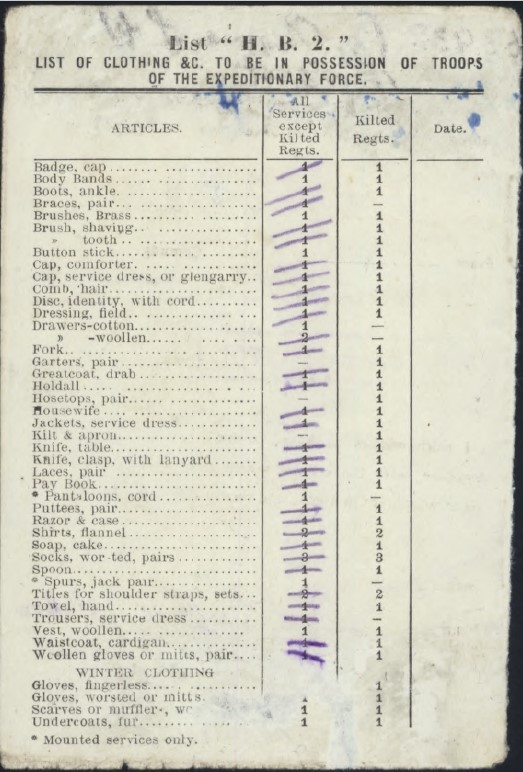 List “ H. B. 2. ”
LIST OF CLOTHING &C. TO BE IN POSSESSION OF TROOPS
OF THE EXPEDITIONARY FORCE.
ARTICLES. All Services except Kilted Regts. Kilted Regts. Date.
Badge, cap 1 1
Body Bands 1 1
Boots, ankle 1 1
Braces, pair 1 —
Brushes, Brass 1 1
Brush, shaving 1 1
» tooth 1 1
Button stick 1 1
Cap, comforter 1 1
Cap, service dress, or glengarry 1 1
Comb, hair 1 1
Disc, identity, with cord 1 1
Dressing, field 1 1
Drawers-cotton 1 —
» -woollen 2 —
Fork 1 1
Garters, pair — 1
Greatcoat, drab 1 1
Holdall 1 1
Hosetops, pair — 1
Housewife 1 1
Jackets, service dress 1 1
Kilt & apron — 1
Knife, table 1 1
Knife, clasp, with lanyard 1 1
Laces, pair 1 1
Pay Book 1 1
* Pantaloons, cord 1 —
Puttees, pair 1 1
Razor & case 1 1
Shirts, flannel 2 2
Soap, cake 1 1
Socks, wor ted, pairs 3 3
Spoon 1 1
* Spurs, jack pair 1 —
Titles for shoulder straps, sets 2 2
Towel, hand 1 1
Trousers, service dress 1 —
Vest, woollen 1 1
Waistcoat, cardigan 1 1
Woollen gloves or mitts, pair 1 1
WINTER CLOTHING
Gloves, fingerless 1
Gloves, worsted or mitts 1
Scarves or muffler, 1 1
Undercoats, fur 1 1
* Mounted services only.